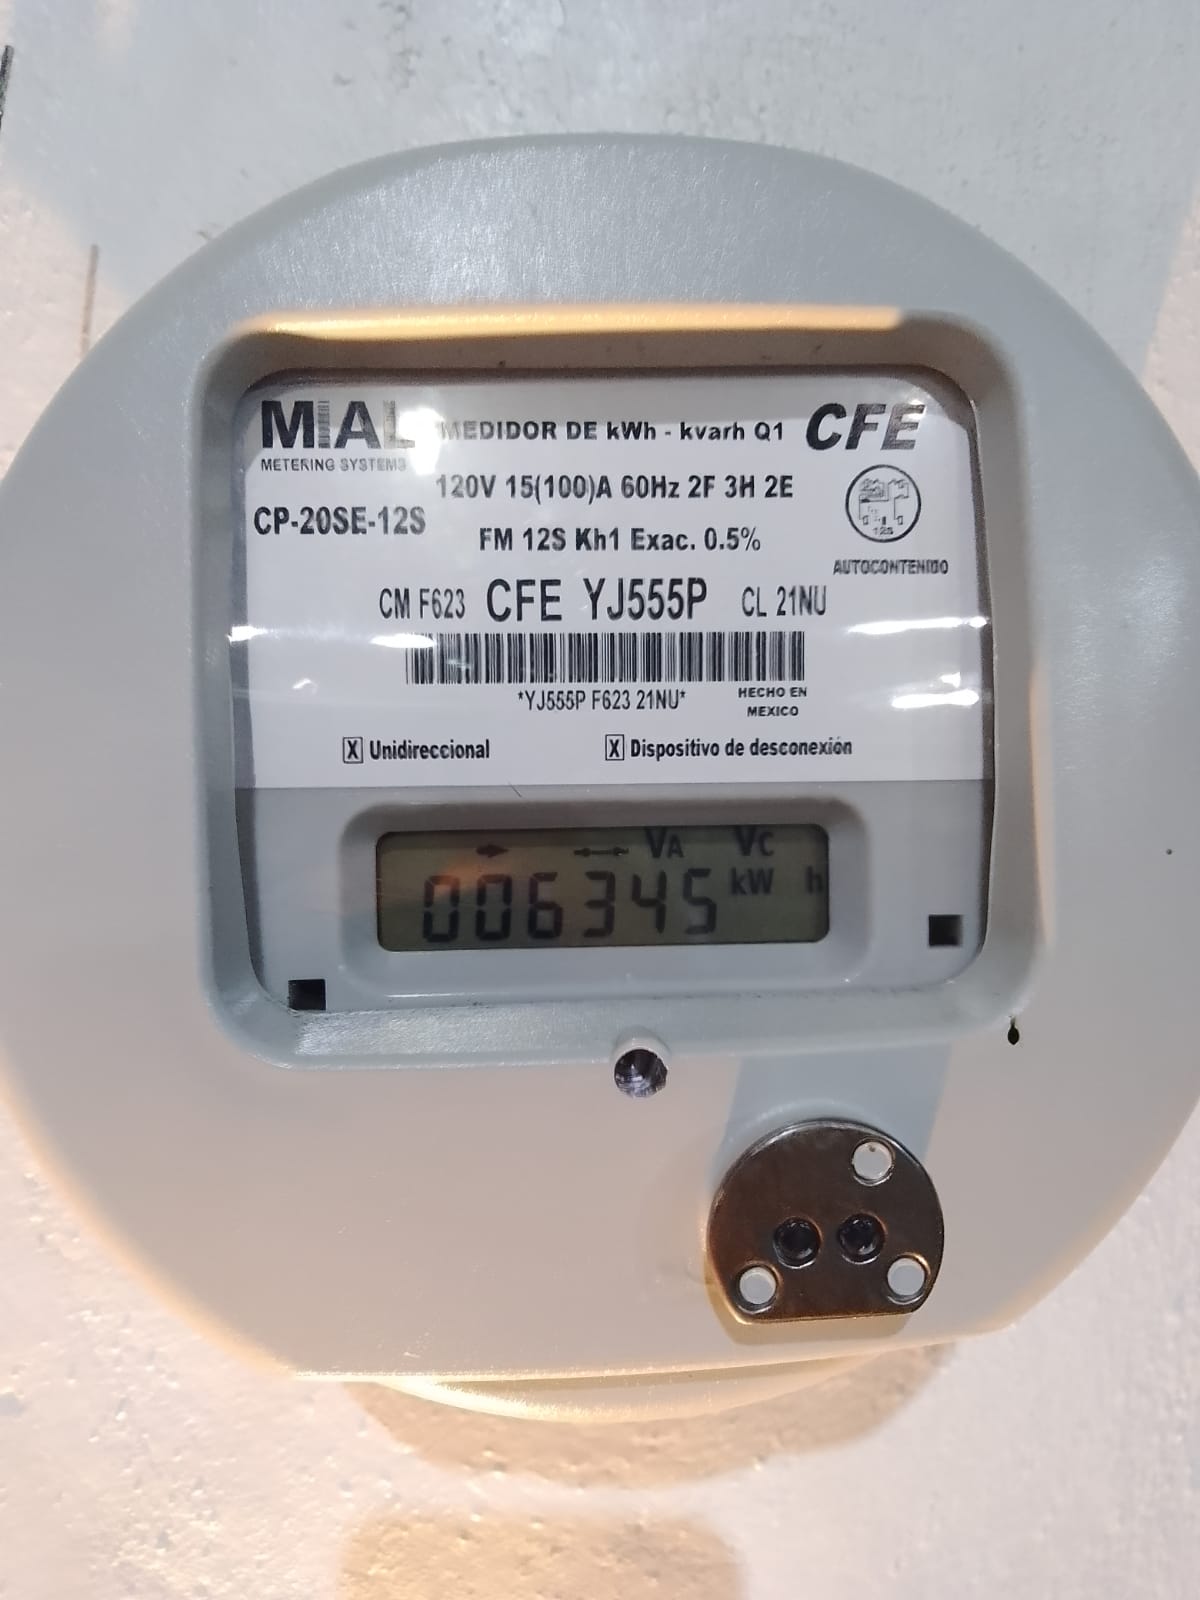 MIAL MEDIDOR DE kWh - kvarh Q1 CFE
METERING SYSTEMS
120V 15(100)A 60Hz 2F 3H 2E
CP-20SE-12S
FM 12S Kh1 Exac. 0.5%
12S
AUTOCONTENIDO
CM F623 CFE YJ555P CL 21NU
*YJ555P F623 21NU*
HECHO EN
MEXICO
X Unidireccional X Dispositivo de desconexión
VA VC
006345 kW h